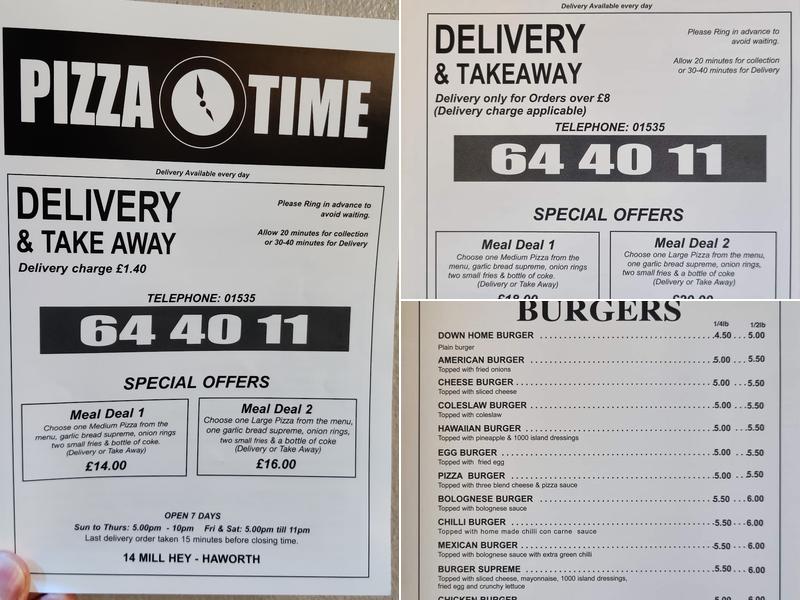 PIZZA TIME
Delivery Available every day
DELIVERY
& TAKE AWAY
Delivery charge £1.40
Please Ring in advance to
avoid waiting.
Allow 20 minutes for collection
or 30-40 minutes for Delivery
TELEPHONE: 01535
64 40 11
SPECIAL OFFERS
Meal Deal 1
Choose one Medium Pizza from the
menu, garlic bread supreme, onion rings
two small fries & bottle of coke.
(Delivery or Take Away)
£14.00
Meal Deal 2
Choose one Large Pizza from the menu,
one garlic bread supreme, onion rings,
two small fries & a bottle of coke
(Delivery or Take Away)
£16.00
OPEN 7 DAYS
Sun to Thurs: 5.00pm - 10pm Fri & Sat: 5.00pm till 11pm
Last delivery order taken 15 minutes before closing time.
14 MILL HEY - HAWORTH
Delivery Available every day
DELIVERY
& TAKEAWAY
Delivery only for Orders over £8
(Delivery charge applicable)
Please Ring in advance to
avoid waiting.
Allow 20 minutes for collection
or 30-40 minutes for Delivery
TELEPHONE: 01535
64 40 11
SPECIAL OFFERS
Meal Deal 1
Choose one Medium Pizza from the
menu, garlic bread supreme, onion rings,
two small fries & bottle of coke.
(Delivery or Take Away)
£18.00
Meal Deal 2
Choose one Large Pizza from the menu,
one garlic bread supreme, onion rings,
two small fries & a bottle of coke
(Delivery or Take Away)
£20.00
BURGERS
1/4lb 1/2lb
DOWN HOME BURGER 4.50 5.00
Plain burger
AMERICAN BURGER 5.00 5.50
Topped with fried onions
CHEESE BURGER 5.00 5.50
Topped with sliced cheese
COLESLAW BURGER 5.00 5.50
Topped with coleslaw
HAWAIIAN BURGER 5.00 5.50
Topped with pineapple & 1000 island dressings
EGG BURGER 5.00 5.50
Topped with fried egg
PIZZA BURGER 5.00 5.50
Topped with three blend cheese & pizza sauce
BOLOGNESE BURGER 5.50 6.00
Topped with bolognese sauce
CHILLI BURGER 5.50 6.00
Topped with home made chilli con carne sauce
MEXICAN BURGER 5.50 6.00
Topped with bolognese sauce with extra green chilli
BURGER SUPREME 5.50 6.00
Topped with sliced cheese, mayonnaise, 1000 island dressings,
fried egg and crunchy lettuce
CHICKEN BURGER 5.00 6.00